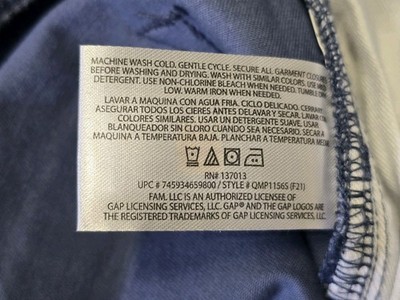 MACHINE WASH COLD. GENTLE CYCLE. SECURE ALL GARMENT
BEFORE WASHING AND DRYING. WASH WITH SIMILAR COLORS. USE MILD
DETERGENT. USE NON-CHLORINE BLEACH WHEN NEEDED. TUMBLE
LOW. WARM IRON WHEN NEEDED.
LAVAR A MAQUINA CON AGUA FRIA. CICLO DELICADO.
ASEGURAR TODOS LOS CIERES ANTES DE LAVAR Y SECAR. LAVAR CON
COLORES SIMILARES. USAR UN DETERGENTE SUAVE. USAR
BLANQUEADOR SIN CLORO CUANDO SEA NECESARIO. SECAR A
MAQUINA A TEMPERATURA BAJA. PLANCHAR A TEMPERATURA
RN# 137013
UPC # 745934659800 / STYLE # QMP1156S (F21)
FAM. LLC IS AN AUTHORIZED LICENSEE OF
GAP LICENSING SERVICES, LLC. GAP® AND THE GAP LOGOS ARE
THE REGISTERED TRADEMARKS OF GAP LICENSING SERVICES, LLC.